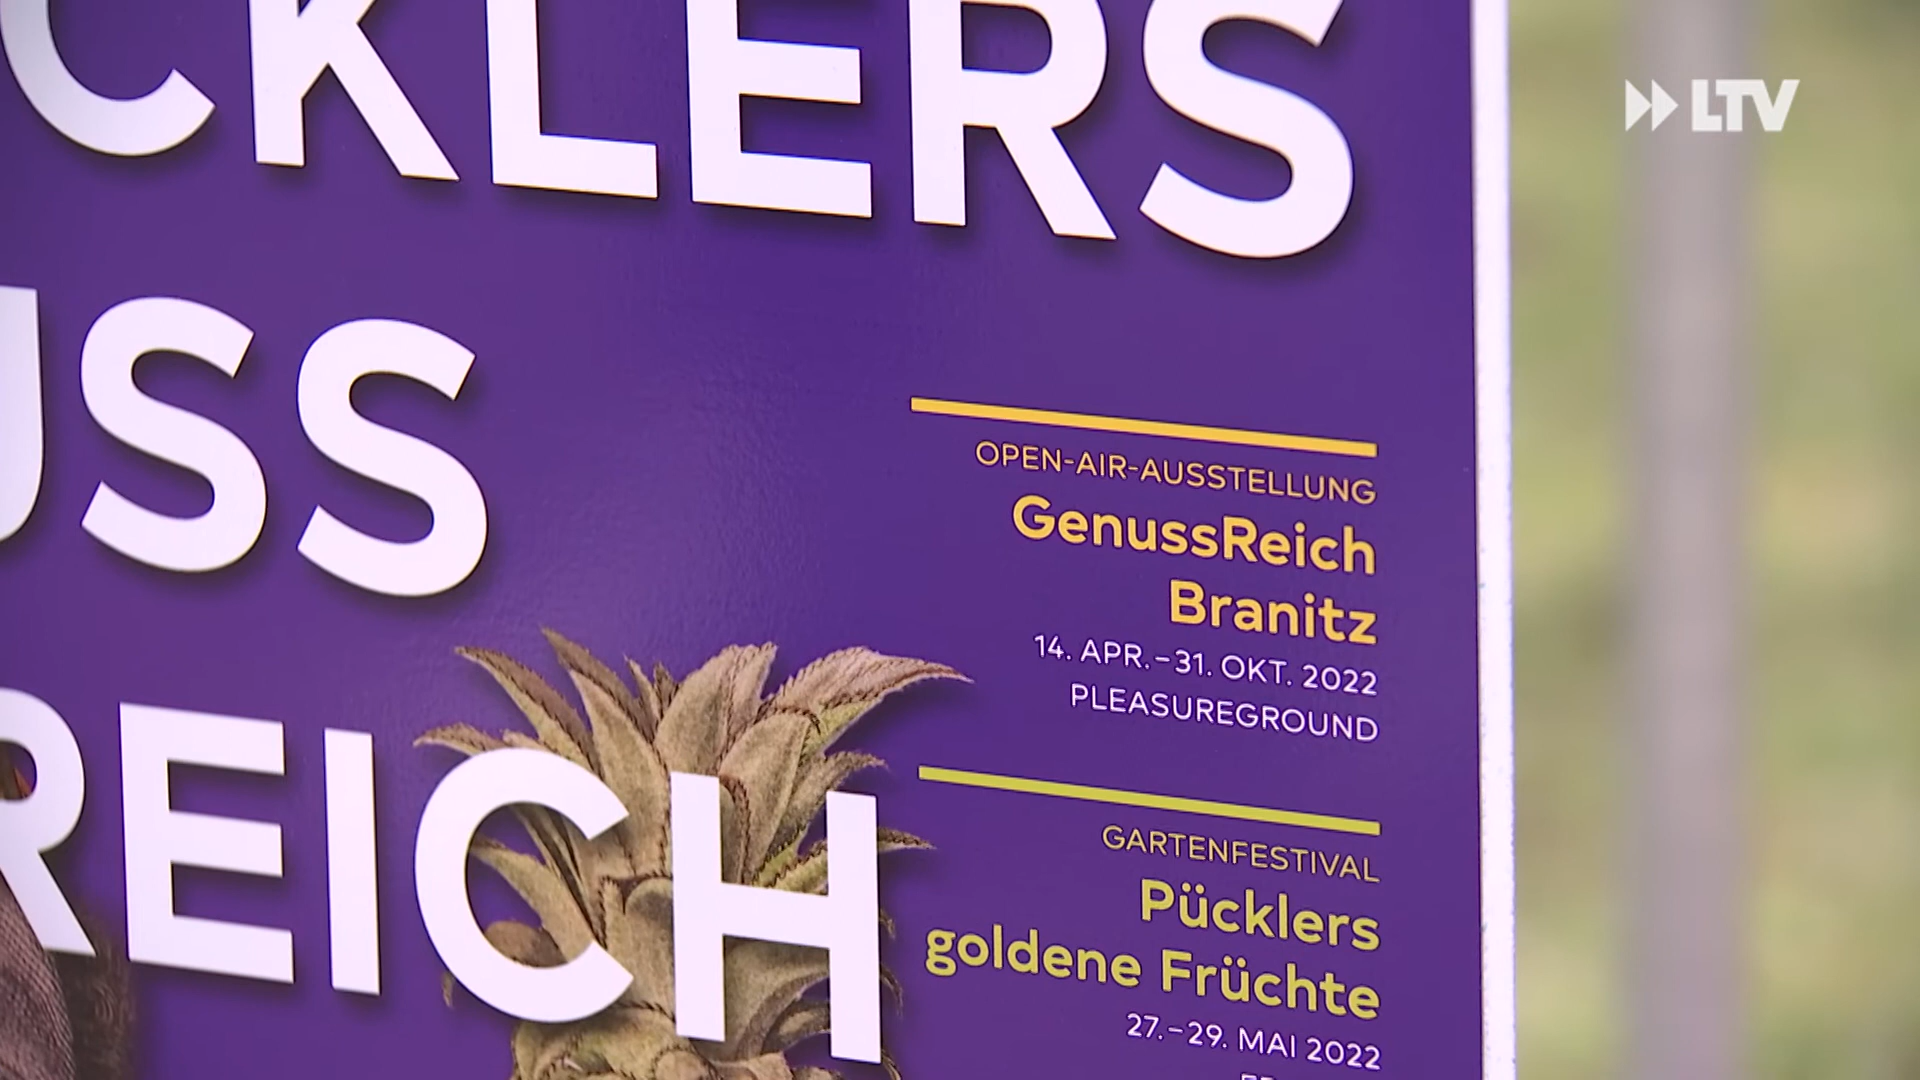 CKLERS
USS
REICH
OPEN-AIR-AUSSTELLUNG
GenussReich
Branitz
14. APR.–31. OKT. 2022
PLEASUREGROUND
GARTENFESTIVAL
Pücklers
goldene Früchte
27.–29. MAI 2022
LTV